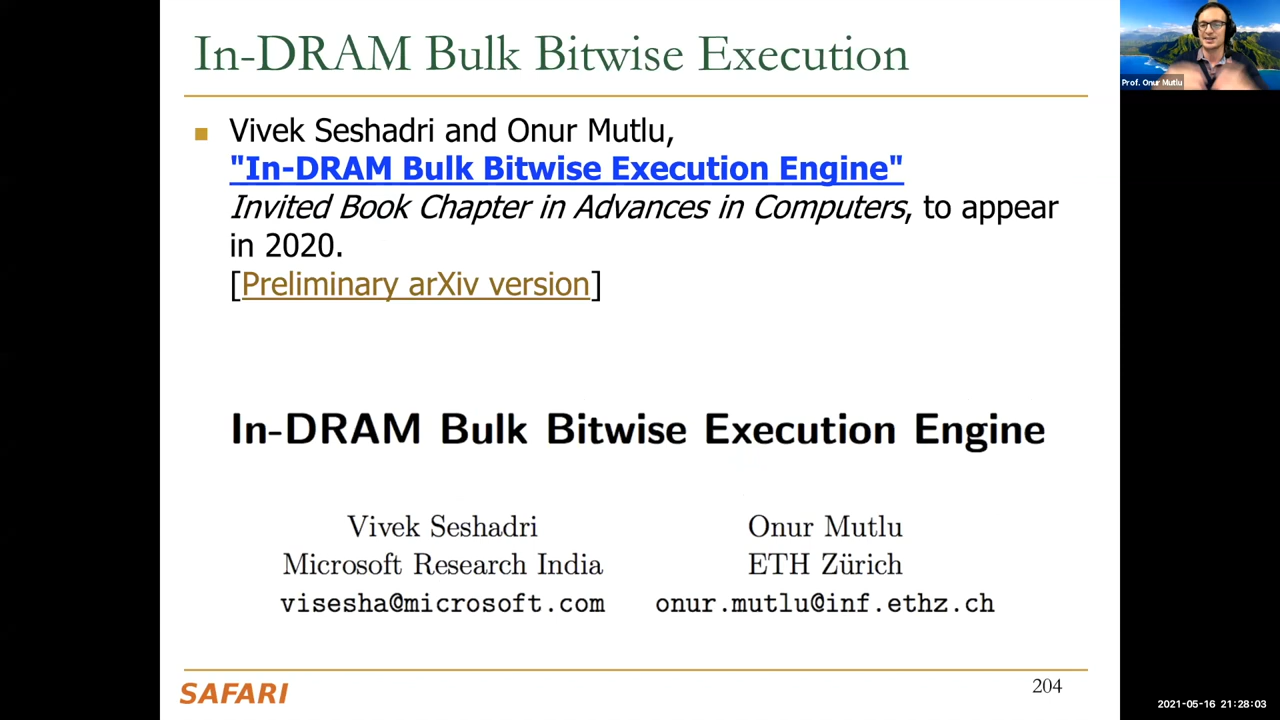 In-DRAM Bulk Bitwise Execution
Prof. Onur Mutlu
Vivek Seshadri and Onur Mutlu,
"In-DRAM Bulk Bitwise Execution Engine"
Invited Book Chapter in Advances in Computers, to appear
in 2020.
[Preliminary arXiv version]
In-DRAM Bulk Bitwise Execution Engine
Vivek Seshadri
Microsoft Research India
visesha@microsoft.com
Onur Mutlu
ETH Zürich
onur.mutlu@inf.ethz.ch
SAFARI
204
2021-05-16 21:28:03